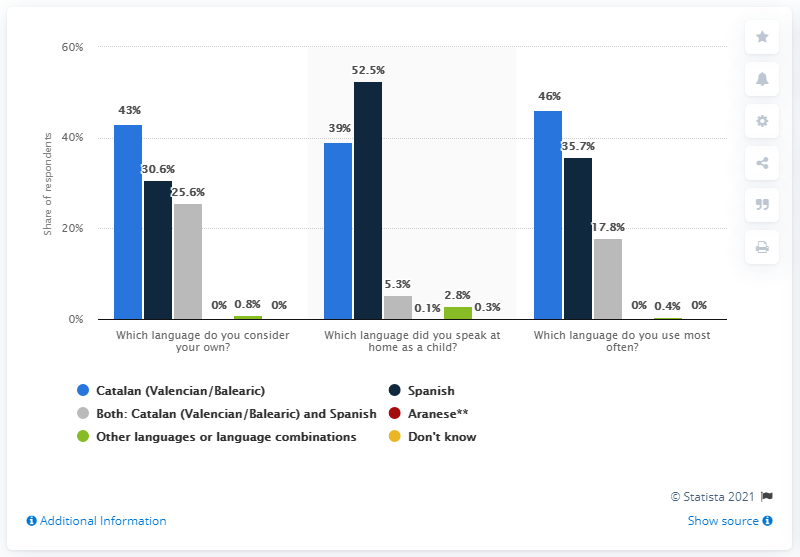 60%
40%
20%
0%
Share of respondents
43%
30.6%
25.6%
0%
0.8%
0%
39%
52.5%
5.3%
0.1%
2.8%
0.3%
46%
35.7%
17.8%
0%
0.4%
0%
Which language do you consider
your own?
Which language did you speak at
home as a child?
Which language do you use most
often?
Catalan (Valencian/Balearic)
Spanish
Both: Catalan (Valencian/Balearic) and Spanish
Aranese**
Other languages or language combinations
Don't know
© Statista 2021
Additional Information
Show source